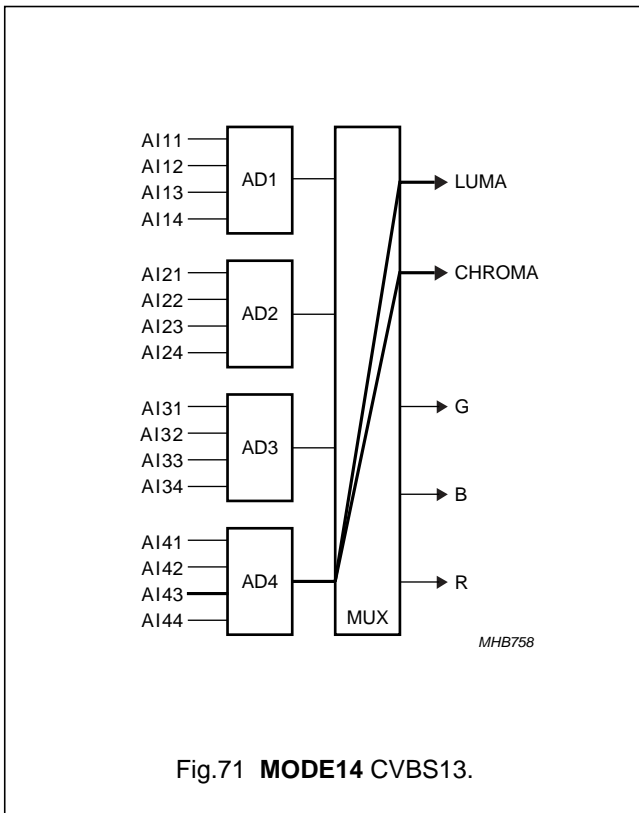 AI11
AI12
AI13
AI14
AD1
AI21
AI22
AI23
AI24
AD2
AI31
AI32
AI33
AI34
AD3
AI41
AI42
AI43
AI44
AD4
MUX
LUMA
CHROMA
G
B
R
MHB758
Fig.71 MODE14 CVBS13.